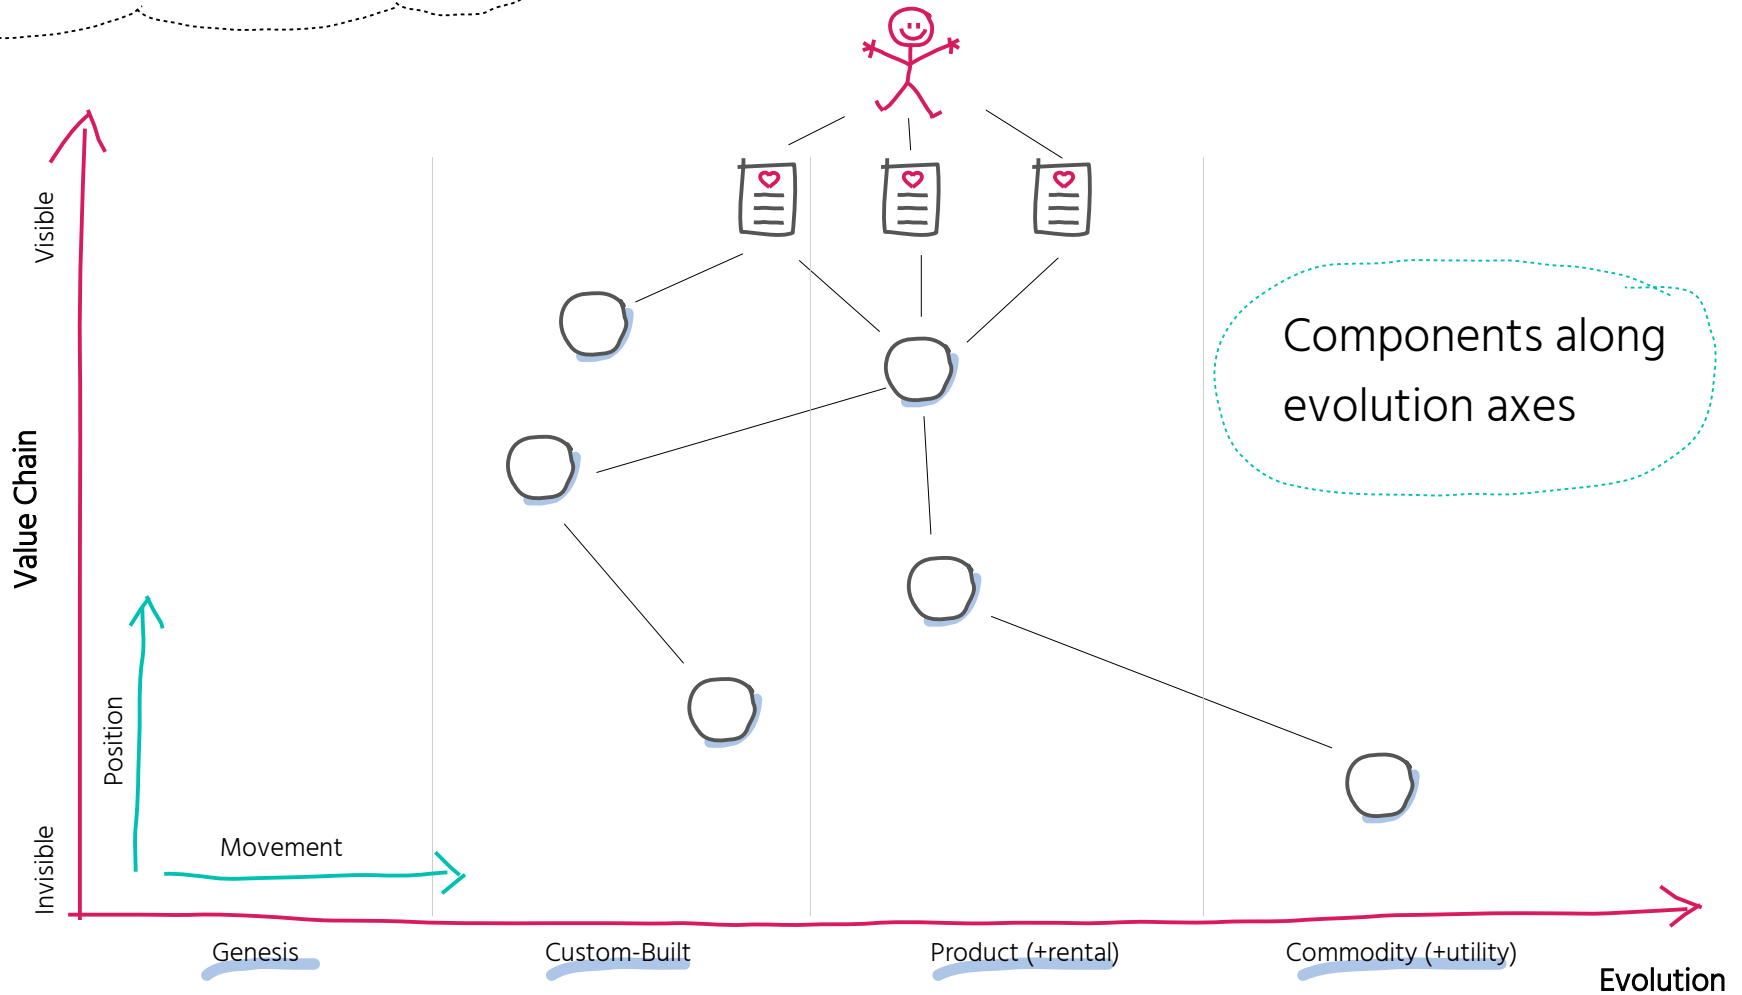 Visible
Components along
evolution axes
Value Chain
Position
Movement
Invisible
Genesis
Custom-Built
Product (+rental)
Commodity (+utility)
Evolution